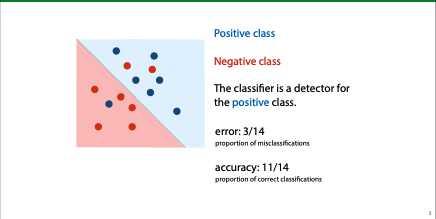 Positive class
Negative class
The classifier is a detector for
the positive class.
error: 3/14
proportion of misclassifications
accuracy: 11/14
proportion of correct classifications
3